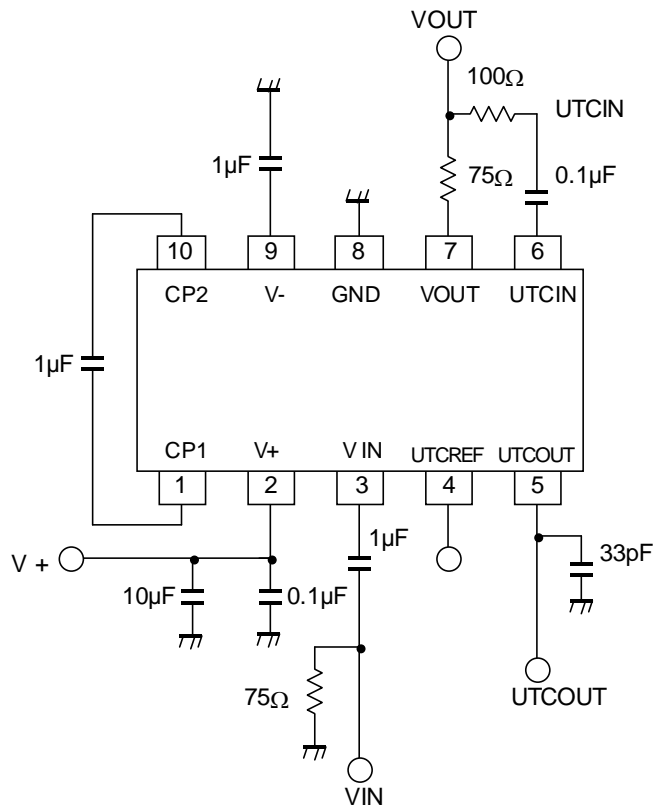 VOUT
100Ω
UTCIN
1µF
75Ω
0.1µF
10 9 8 7 6
CP2 V- GND VOUT UTCIN
1µF
CP1 V+ VIN UTCREF UTCOUT
1 2 3 4 5
V +
1µF
33pF
10µF
0.1µF
75Ω
UTCOUT
VIN